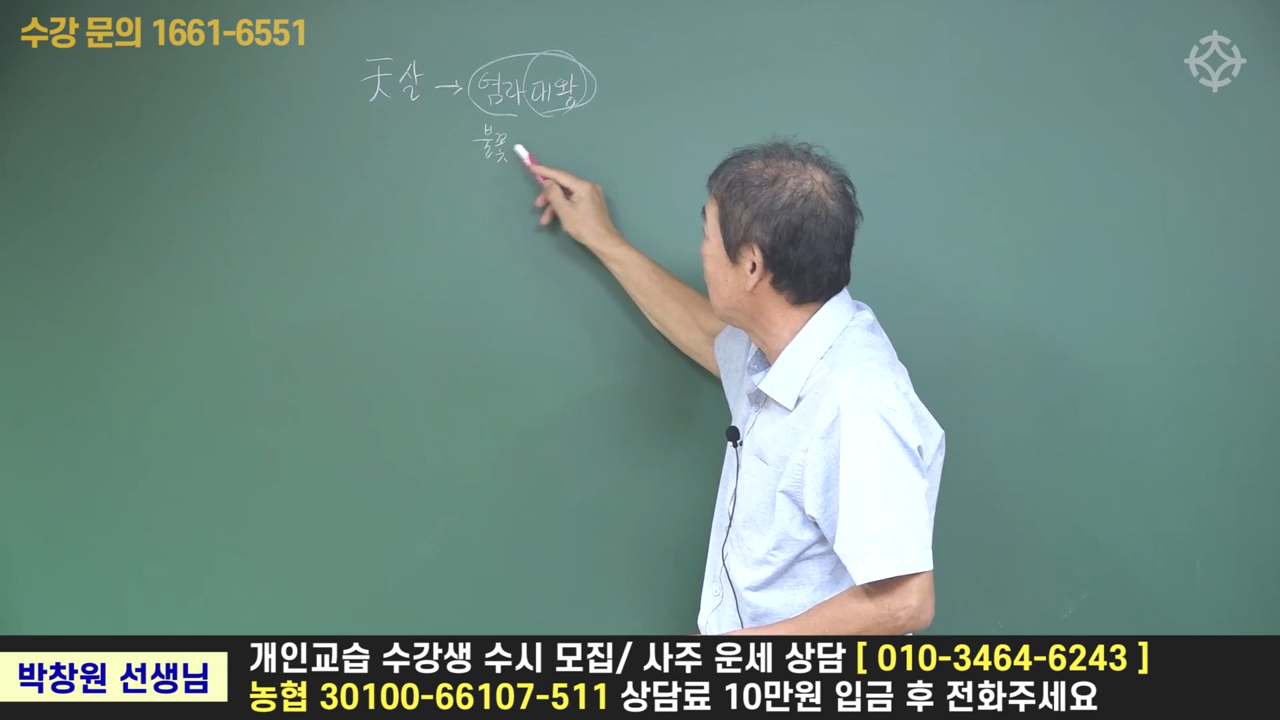 수강 문의 1661-6551
天살 → 염라대왕
불꽃
박창원 선생님
개인교습 수강생 수시 모집/ 사주 운세 상담 [ 010-3464-6243 ]
농협 30100-66107-511 상담료 10만원 입금 후 전화주세요